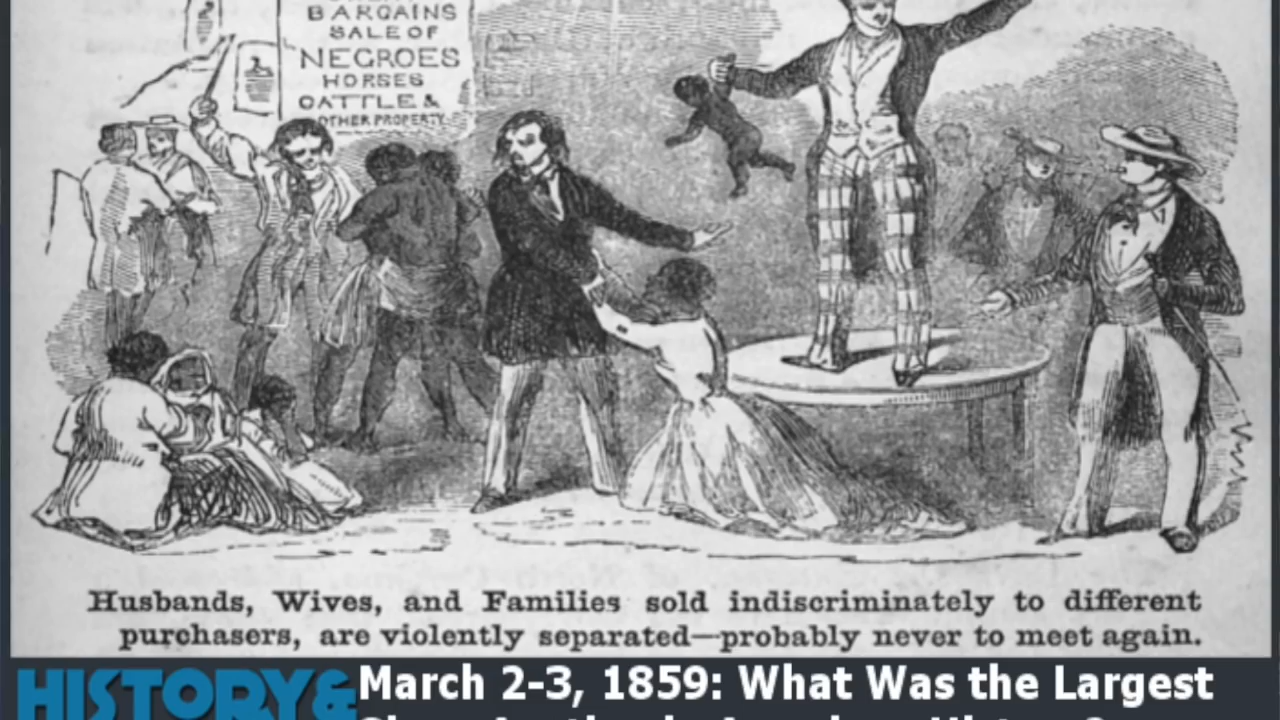 BARGAINS
SALE OF
NEGROES
HORSES
CATTLE &
OTHER PROPERTY
Husbands, Wives, and Families sold indiscriminately to different
purchasers, are violently separated—probably never to meet again.
HISTORY&
March 2-3, 1859: What Was the Largest